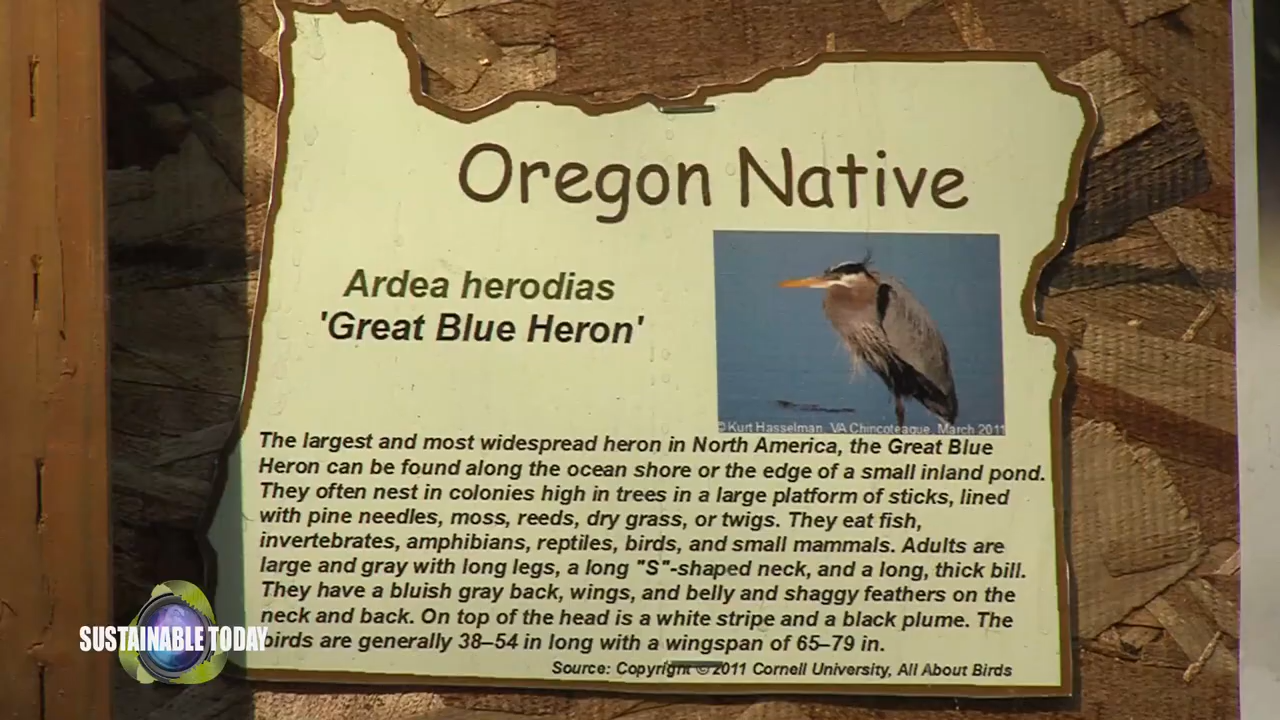 Oregon Native
Ardea herodias
'Great Blue Heron'
© Kurt Hasselman VA Chincoteague, March 2011
The largest and most widespread heron in North America, the Great Blue
Heron can be found along the ocean shore or the edge of a small inland pond.
They often nest in colonies high in trees in a large platform of sticks, lined
with pine needles, moss, reeds, dry grass, or twigs. They eat fish,
invertebrates, amphibians, reptiles, birds, and small mammals. Adults are
large and gray with long legs, a long "S"-shaped neck, and a long, thick bill.
They have a bluish gray back, wings, and belly and shaggy feathers on the
neck and back. On top of the head is a white stripe and a black plume. The
birds are generally 38–54 in long with a wingspan of 65–79 in.
Source: Copyright © 2011 Cornell University, All About Birds
SUSTAINABLE TODAY